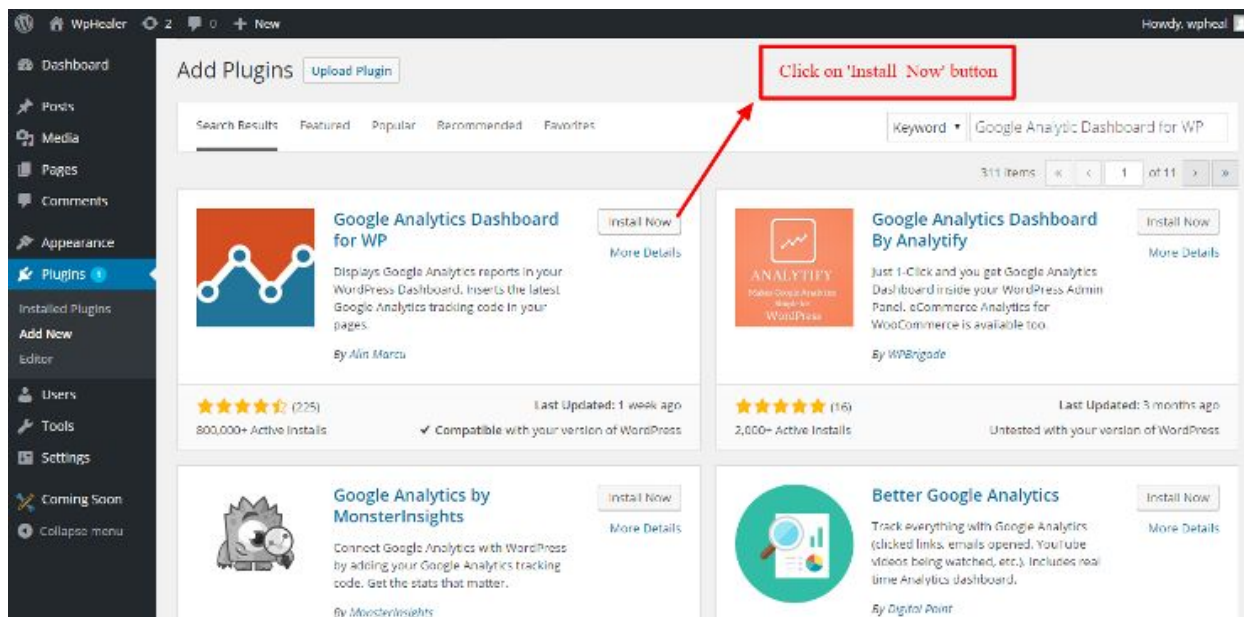 WpHealer 2 0 + New
Howdy, wpheal
Dashboard
Posts
Media
Pages
Comments
Appearance
Plugins 1
Installed Plugins
Add New
Editor
Users
Tools
Settings
Coming Soon
Collapse menu
Add Plugins Upload Plugin
Click on 'Install Now' button
Search Results Featured Popular Recommended Favorites
Keyword Google Analytic Dashboard for WP
311 items « ‹ 1 of 11 › »
Google Analytics Dashboard
for WP
Install Now
More Details
Displays Google Analytics reports in your
WordPress Dashboard. Inserts the latest
Google Analytics tracking code in your
pages.
By Alin Marcu
(225)
Last Updated: 1 week ago
800,000+ Active Installs
✔ Compatible with your version of WordPress
ANALYTIFY
Makes Google Analytics
Simple for
WordPress
Google Analytics Dashboard
By Analytify
Install Now
More Details
Just 1-Click and you get Google Analytics
Dashboard inside your WordPress Admin
Panel. eCommerce Analytics for
WooCommerce is available too.
By WPBrigade
(16)
Last Updated: 3 months ago
2,000+ Active Installs
Untested with your version of WordPress
Google Analytics by
MonsterInsights
Install Now
More Details
Connect Google Analytics with WordPress
by adding your Google Analytics tracking
code. Get the stats that matter.
By MonsterInsights
Better Google Analytics
Install Now
More Details
Track everything with Google Analytics
(clicked links, emails opened, YouTube
videos being watched, etc.). Includes real
time Analytics dashboard.
By Digital Point